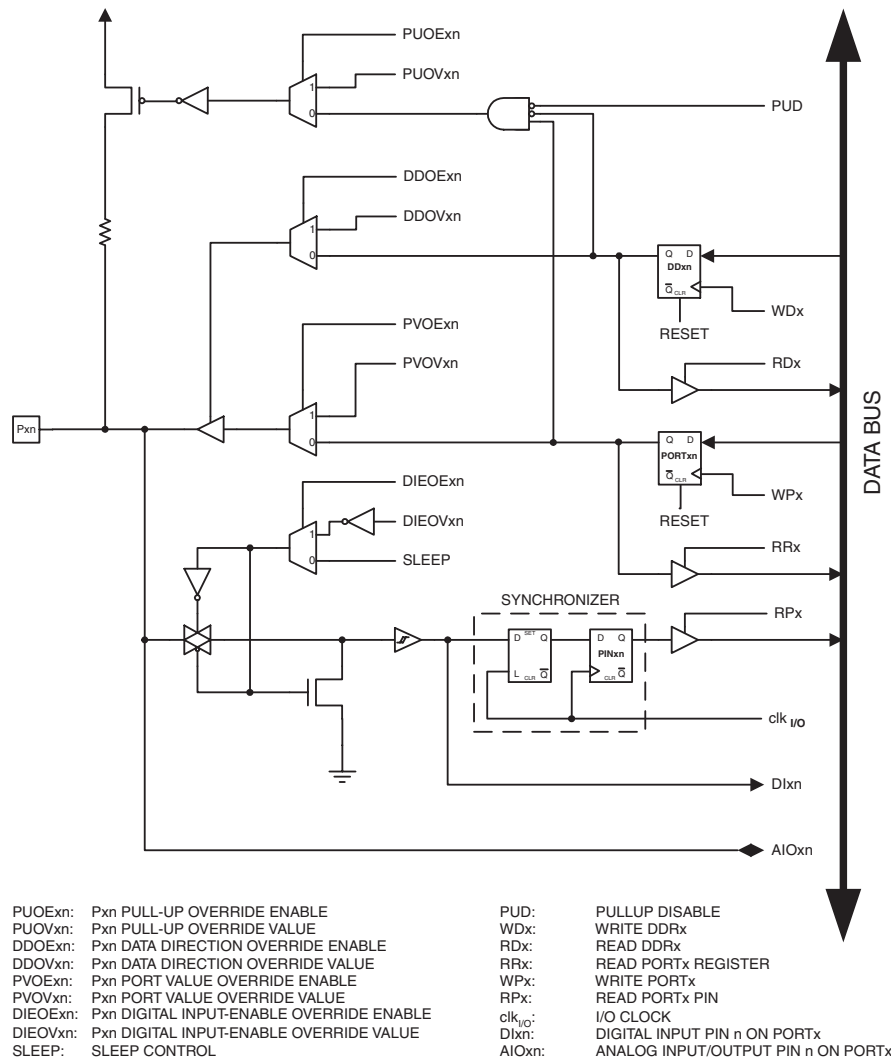 PUOExn
PUOVxn
1
0
PUD
DDOExn
DDOVxn
1
0
Q D
DDxn
Q CLR
WDx
RESET
RDx
PVOExn
PVOVxn
1
0
Pxn
Q D
PORTxn
Q CLR
WPx
RESET
RRx
DATA BUS
DIEOExn
DIEOVxn
1
0
SLEEP
SYNCHRONIZER
RPx
D SET Q
L CLR Q
D Q
PINxn
CLR Q
clk I/O
DIxn
AIOxn
PUOExn: Pxn PULL-UP OVERRIDE ENABLE
PUOVxn: Pxn PULL-UP OVERRIDE VALUE
DDOExn: Pxn DATA DIRECTION OVERRIDE ENABLE
DDOVxn: Pxn DATA DIRECTION OVERRIDE VALUE
PVOExn: Pxn PORT VALUE OVERRIDE ENABLE
PVOVxn: Pxn PORT VALUE OVERRIDE VALUE
DIEOExn: Pxn DIGITAL INPUT-ENABLE OVERRIDE ENABLE
DIEOVxn: Pxn DIGITAL INPUT-ENABLE OVERRIDE VALUE
SLEEP: SLEEP CONTROL
PUD: PULLUP DISABLE
WDx: WRITE DDRx
RDx: READ DDRx
RRx: READ PORTx REGISTER
WPx: WRITE PORTx
RPx: READ PORTx PIN
clk I/O: I/O CLOCK
DIxn: DIGITAL INPUT PIN n ON PORTx
AIOxn: ANALOG INPUT/OUTPUT PIN n ON PORTx